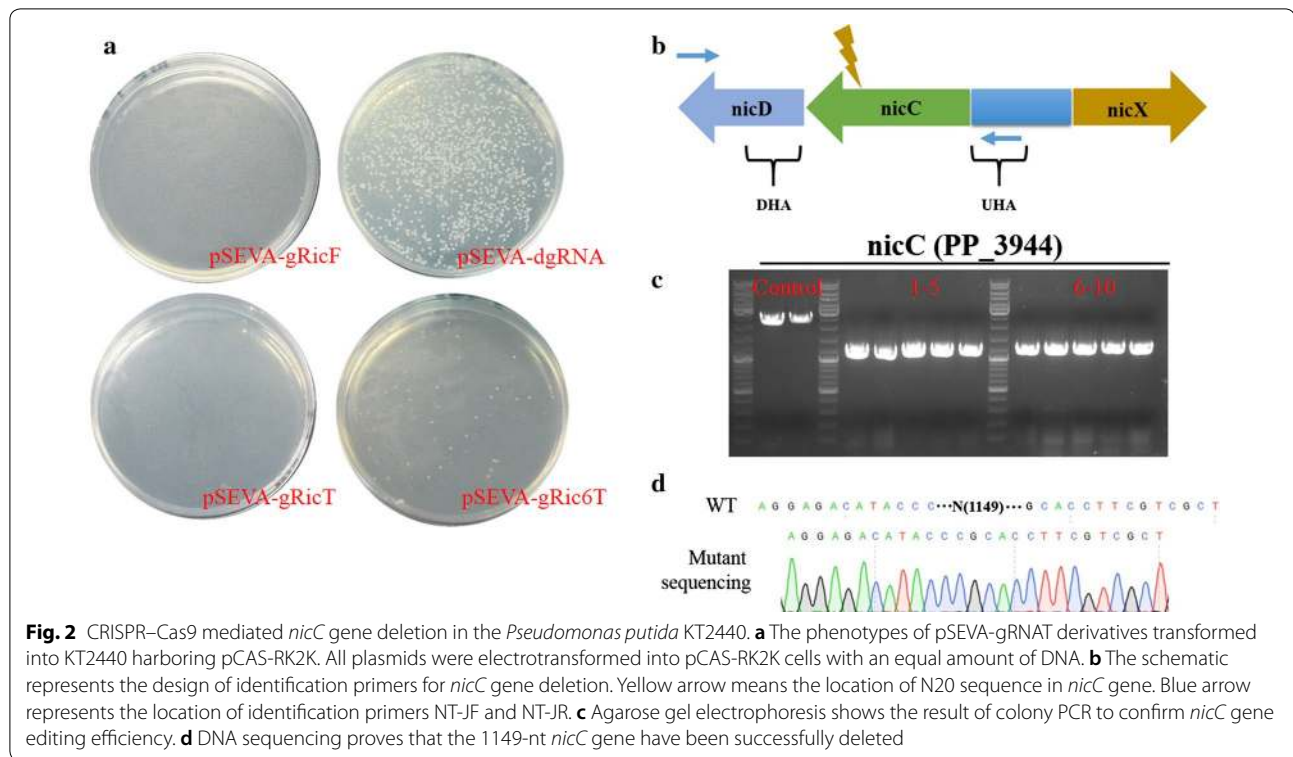 a
pSEVA-gRicF
pSEVA-dgRNA
pSEVA-gRicT
pSEVA-gRic6T
b
nicD
nicC
nicX
DHA
UHA
nicC (PP_3944)
c
Control
1-5
6-10
d
WT
AGGAGACATACCC···N(1149)···GCACCTTCGTCGCT
AGGAGACATACCCGCACCTTCGTCGCT
Mutant
sequencing
Fig. 2 CRISPR–Cas9 mediated nicC gene deletion in the Pseudomonas putida KT2440. a The phenotypes of pSEVA-gRNAT derivatives transformed
into KT2440 harboring pCAS-RK2K. All plasmids were electrotransformed into pCAS-RK2K cells with an equal amount of DNA. b The schematic
represents the design of identification primers for nicC gene deletion. Yellow arrow means the location of N20 sequence in nicC gene. Blue arrow
represents the location of identification primers NT-JF and NT-JR. c Agarose gel electrophoresis shows the result of colony PCR to confirm nicC gene
editing efficiency. d DNA sequencing proves that the 1149-nt nicC gene have been successfully deleted